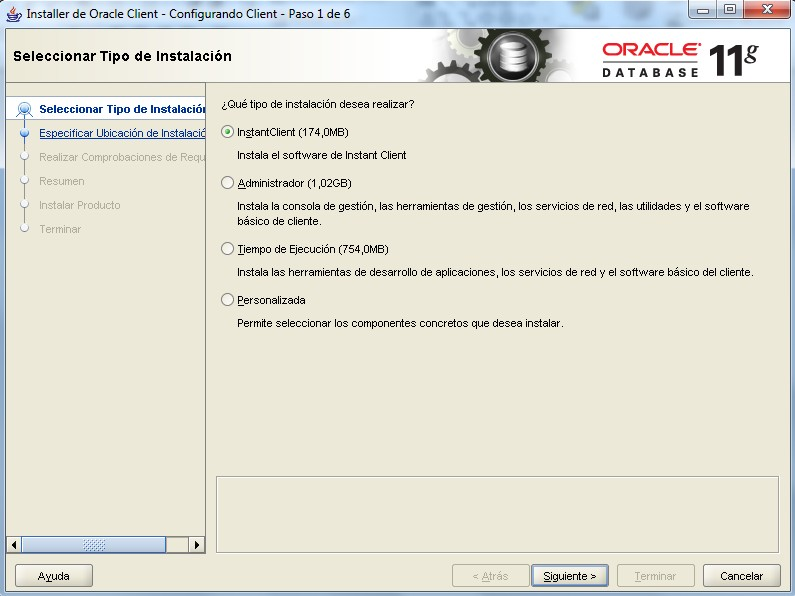 Installer de Oracle Client - Configurando Client - Paso 1 de 6
Seleccionar Tipo de Instalación
ORACLE
DATABASE 11g
Seleccionar Tipo de Instalación
Especificar Ubicación de Instalació
Realizar Comprobaciones de Requ
Resumen
Instalar Producto
Terminar
¿Qué tipo de instalación desea realizar?
InstantClient (174,0MB)
Instala el software de Instant Client
Administrador (1,02GB)
Instala la consola de gestión, las herramientas de gestión, los servicios de red, las utilidades y el software
básico de cliente.
Tiempo de Ejecución (754,0MB)
Instala las herramientas de desarrollo de aplicaciones, los servicios de red y el software básico del cliente.
Personalizada
Permite seleccionar los componentes concretos que desea instalar.
Ayuda
< Atrás
Siguiente >
Terminar
Cancelar